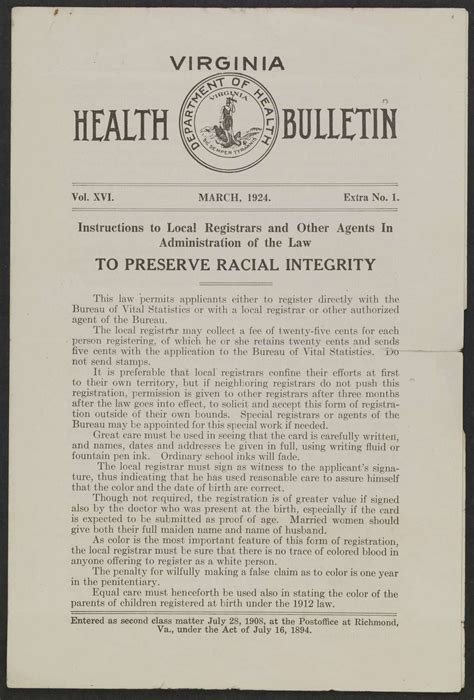 VIRGINIA
HEALTH BULLETIN
DEPARTMENT OF HEALTH
VIRGINIA
SIC SEMPER TYRANNIS
Vol. XVI. MARCH, 1924. Extra No. 1.
Instructions to Local Registrars and Other Agents In
Administration of the Law
TO PRESERVE RACIAL INTEGRITY
This law permits applicants either to register directly with the
Bureau of Vital Statistics or with a local registrar or other authorized
agent of the Bureau.
The local registrar may collect a fee of twenty-five cents for each
person registering, of which he or she retains twenty cents and sends
five cents with the application to the Bureau of Vital Statistics. Do
not send stamps.
It is preferable that local registrars confine their efforts at first
to their own territory, but if neighboring registrars do not push this
registration, permission is given to other registrars after three months
after the law goes into effect, to solicit and accept this form of registra-
tion outside of their own bounds. Special registrars or agents of the
Bureau may be appointed for this special work if needed.
Great care must be used in seeing that the card is carefully written,
and names, dates and addresses be given in full, using writing fluid or
fountain pen ink. Ordinary school inks will fade.
The local registrar must sign as witness to the applicant's signa-
ture, thus indicating that he has used reasonable care to assure himself
that the color and date of birth are correct.
Though not required, the registration is of greater value if signed
also by the doctor who was present at the birth, especially if the card
is expected to be submitted as proof of age. Married women should
give both their full maiden name and name of husband.
As color is the most important feature of this form of registration,
the local registrar must be sure that there is no trace of colored blood in
anyone offering to register as a white person.
The penalty for wilfully making a false claim as to color is one year
in the penitentiary.
Equal care must henceforth be used also in stating the color of the
parents of children registered at birth under the 1912 law.
Entered as second class matter July 28, 1908, at the Postoffice at Richmond,
Va., under the Act of July 16, 1894.